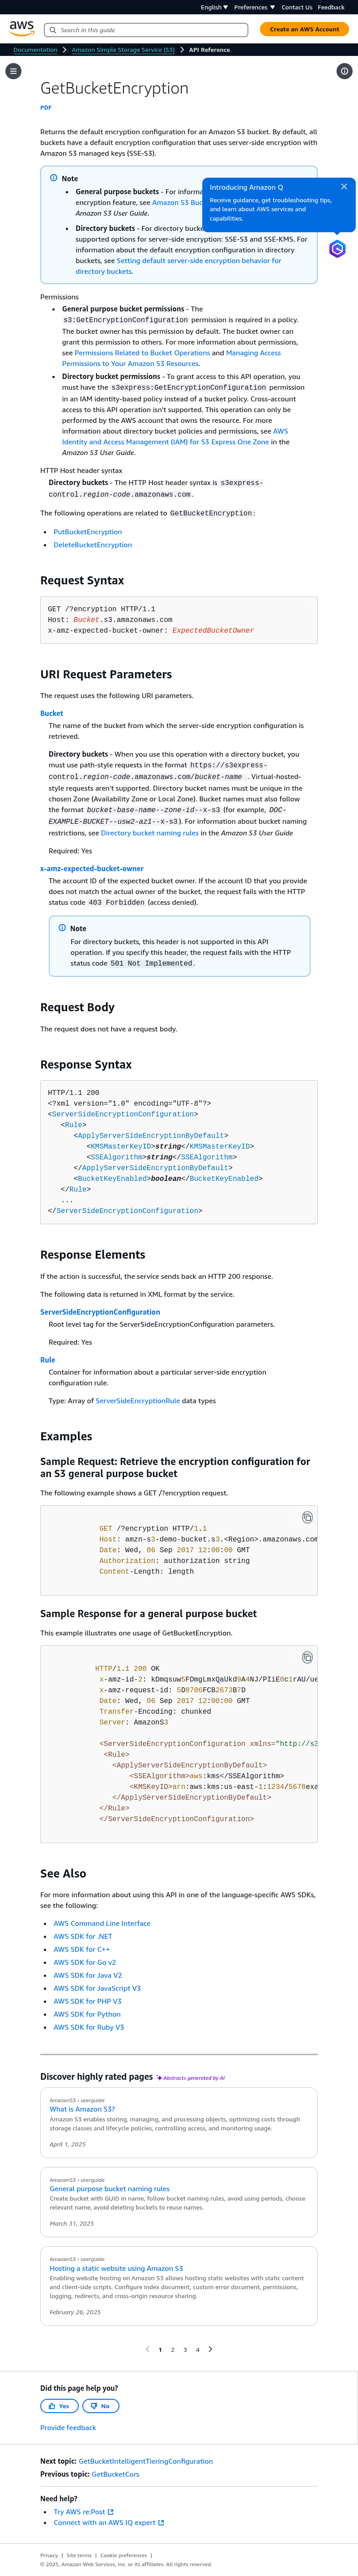 English Preferences Contact Us Feedback
aws
Search in this guide
Create an AWS Account
Documentation Amazon Simple Storage Service (S3) API Reference
GetBucketEncryption
PDF
Returns the default encryption configuration for an Amazon S3 bucket. By default, all
buckets have a default encryption configuration that uses server-side encryption with
Amazon S3 managed keys (SSE-S3).
Note
General purpose buckets - For informa
encryption feature, see Amazon S3 Buc
Amazon S3 User Guide.
Introducing Amazon Q
Receive guidance, get troubleshooting tips,
and learn about AWS services and
capabilities.
Directory buckets - For directory bucke
supported options for server-side encryption: SSE-S3 and SSE-KMS. For
information about the default encryption configuration in directory
buckets, see Setting default server-side encryption behavior for
directory buckets.
Permissions
General purpose bucket permissions - The
s3:GetEncryptionConfiguration permission is required in a policy.
The bucket owner has this permission by default. The bucket owner can
grant this permission to others. For more information about permissions,
see Permissions Related to Bucket Operations and Managing Access
Permissions to Your Amazon S3 Resources.
Directory bucket permissions - To grant access to this API operation, you
must have the s3express:GetEncryptionConfiguration permission
in an IAM identity-based policy instead of a bucket policy. Cross-account
access to this API operation isn't supported. This operation can only be
performed by the AWS account that owns the resource. For more
information about directory bucket policies and permissions, see AWS
Identity and Access Management (IAM) for S3 Express One Zone in the
Amazon S3 User Guide.
HTTP Host header syntax
Directory buckets - The HTTP Host header syntax is s3express-
control.region-code.amazonaws.com.
The following operations are related to GetBucketEncryption:
PutBucketEncryption
DeleteBucketEncryption
Request Syntax
GET /?encryption HTTP/1.1
Host: Bucket.s3.amazonaws.com
x-amz-expected-bucket-owner: ExpectedBucketOwner
URI Request Parameters
The request uses the following URI parameters.
Bucket
The name of the bucket from which the server-side encryption configuration is
retrieved.
Directory buckets - When you use this operation with a directory bucket, you
must use path-style requests in the format https://s3express-
control.region-code.amazonaws.com/bucket-name . Virtual-hosted-
style requests aren't supported. Directory bucket names must be unique in the
chosen Zone (Availability Zone or Local Zone). Bucket names must also follow
the format bucket-base-name--zone-id--x-s3 (for example, DOC-
EXAMPLE-BUCKET--usw2-az1--x-s3). For information about bucket naming
restrictions, see Directory bucket naming rules in the Amazon S3 User Guide
Required: Yes
x-amz-expected-bucket-owner
The account ID of the expected bucket owner. If the account ID that you provide
does not match the actual owner of the bucket, the request fails with the HTTP
status code 403 Forbidden (access denied).
Note
For directory buckets, this header is not supported in this API
operation. If you specify this header, the request fails with the HTTP
status code 501 Not Implemented.
Request Body
The request does not have a request body.
Response Syntax
HTTP/1.1 200
<?xml version="1.0" encoding="UTF-8"?>
<ServerSideEncryptionConfiguration>
<Rule>
<ApplyServerSideEncryptionByDefault>
<KMSMasterKeyID>string</KMSMasterKeyID>
<SSEAlgorithm>string</SSEAlgorithm>
</ApplyServerSideEncryptionByDefault>
<BucketKeyEnabled>boolean</BucketKeyEnabled>
</Rule>
...
</ServerSideEncryptionConfiguration>
Response Elements
If the action is successful, the service sends back an HTTP 200 response.
The following data is returned in XML format by the service.
ServerSideEncryptionConfiguration
Root level tag for the ServerSideEncryptionConfiguration parameters.
Required: Yes
Rule
Container for information about a particular server-side encryption
configuration rule.
Type: Array of ServerSideEncryptionRule data types
Examples
Sample Request: Retrieve the encryption configuration for
an S3 general purpose bucket
The following example shows a GET /?encryption request.
GET /?encryption HTTP/1.1
Host: amzn-s3-demo-bucket.s3.<Region>.amazonaws.com
Date: Wed, 06 Sep 2017 12:00:00 GMT
Authorization: authorization string
Content-Length: length
Sample Response for a general purpose bucket
This example illustrates one usage of GetBucketEncryption.
HTTP/1.1 200 OK
x-amz-id-2: kDmqsuw5FDmgLmxQaUkd9A4NJ/PIiE0c1rAU/ue
x-amz-request-id: 5D8706FCB2673B7D
Date: Wed, 06 Sep 2017 12:00:00 GMT
Transfer-Encoding: chunked
Server: AmazonS3
<ServerSideEncryptionConfiguration xmlns="http://s3
<Rule>
<ApplyServerSideEncryptionByDefault>
<SSEAlgorithm>aws:kms</SSEAlgorithm>
<KMSKeyID>arn:aws:kms:us-east-1:1234/5678exa
</ApplyServerSideEncryptionByDefault>
</Rule>
</ServerSideEncryptionConfiguration>
See Also
For more information about using this API in one of the language-specific AWS SDKs,
see the following:
AWS Command Line Interface
AWS SDK for .NET
AWS SDK for C++
AWS SDK for Go v2
AWS SDK for Java V2
AWS SDK for JavaScript V3
AWS SDK for PHP V3
AWS SDK for Python
AWS SDK for Ruby V3
Discover highly rated pages Abstracts generated by AI
AmazonS3 › userguide
What is Amazon S3?
Amazon S3 enables storing, managing, and processing objects, optimizing costs through
storage classes and lifecycle policies, controlling access, and monitoring usage.
April 1, 2025
AmazonS3 › userguide
General purpose bucket naming rules
Create bucket with GUID in name, follow bucket naming rules, avoid using periods, choose
relevant name, avoid deleting buckets to reuse names.
March 31, 2025
AmazonS3 › userguide
Hosting a static website using Amazon S3
Enabling website hosting on Amazon S3 allows hosting static websites with static content
and client-side scripts. Configure index document, custom error document, permissions,
logging, redirects, and cross-origin resource sharing.
February 26, 2025
1 2 3 4
Did this page help you?
Yes No
Provide feedback
Next topic: GetBucketIntelligentTieringConfiguration
Previous topic: GetBucketCors
Need help?
Try AWS re:Post
Connect with an AWS IQ expert
Privacy | Site terms | Cookie preferences |
© 2025, Amazon Web Services, Inc. or its affiliates. All rights reserved.